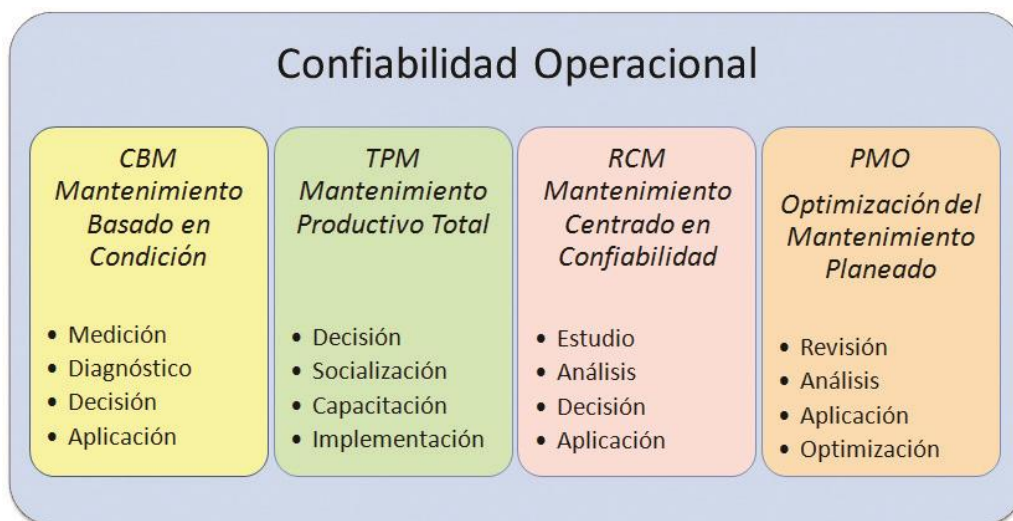 Confiabilidad Operacional
CBM
Mantenimiento
Basado en
Condición
• Medición
• Diagnóstico
• Decisión
• Aplicación
TPM
Mantenimiento
Productivo Total
• Decisión
• Socialización
• Capacitación
• Implementación
RCM
Mantenimiento
Centrado en
Confiabilidad
• Estudio
• Análisis
• Decisión
• Aplicación
PMO
Optimización del
Mantenimiento
Planeado
• Revisión
• Análisis
• Aplicación
• Optimización